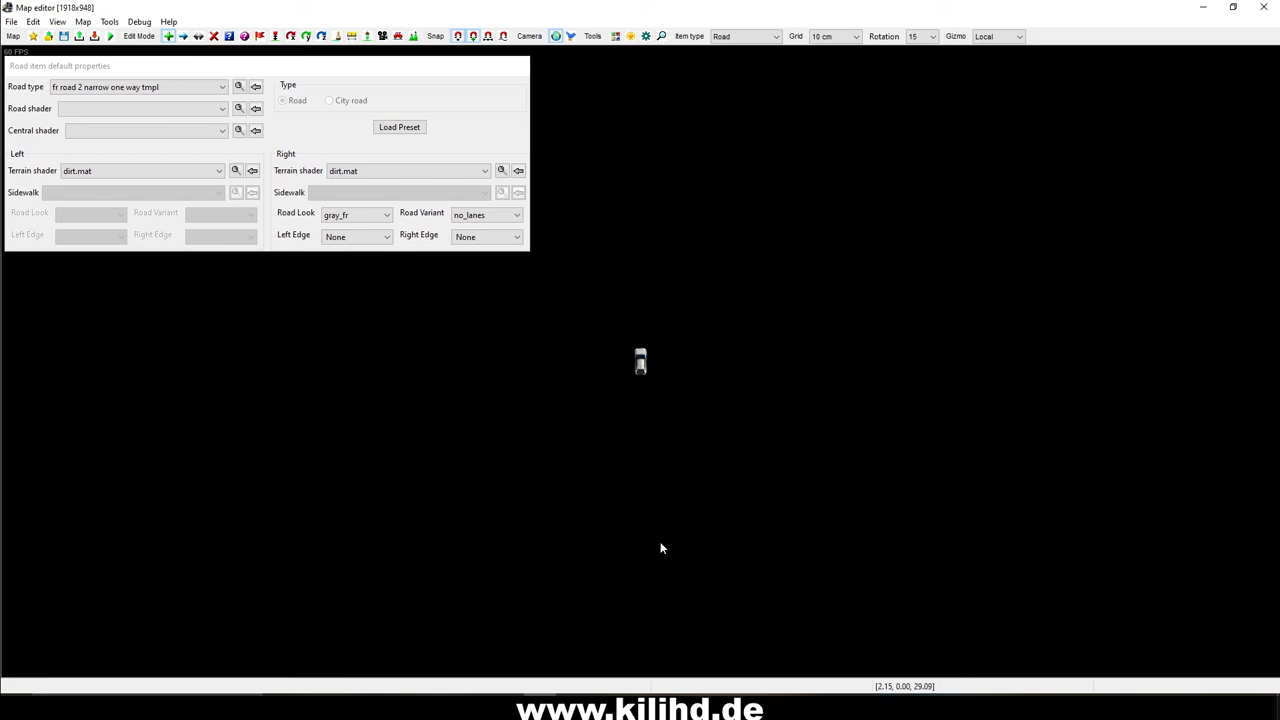 Map editor [1918x948]
File Edit View Map Tools Debug Help
Map Edit Mode Snap Camera Tools Item type Road Grid 10 cm Rotation 15 Gizmo Local
60 FPS
Road item default properties
Road type fr road 2 narrow one way tmpl
Type
Road City road
Road shader
Central shader
Load Preset
Left Right
Terrain shader dirt.mat Terrain shader dirt.mat
Sidewalk Sidewalk
Road Look Road Variant Road Look gray_fr Road Variant no_lanes
Left Edge Right Edge Left Edge None Right Edge None
[2.15, 0.00, 29.09]
www.kilihd.de